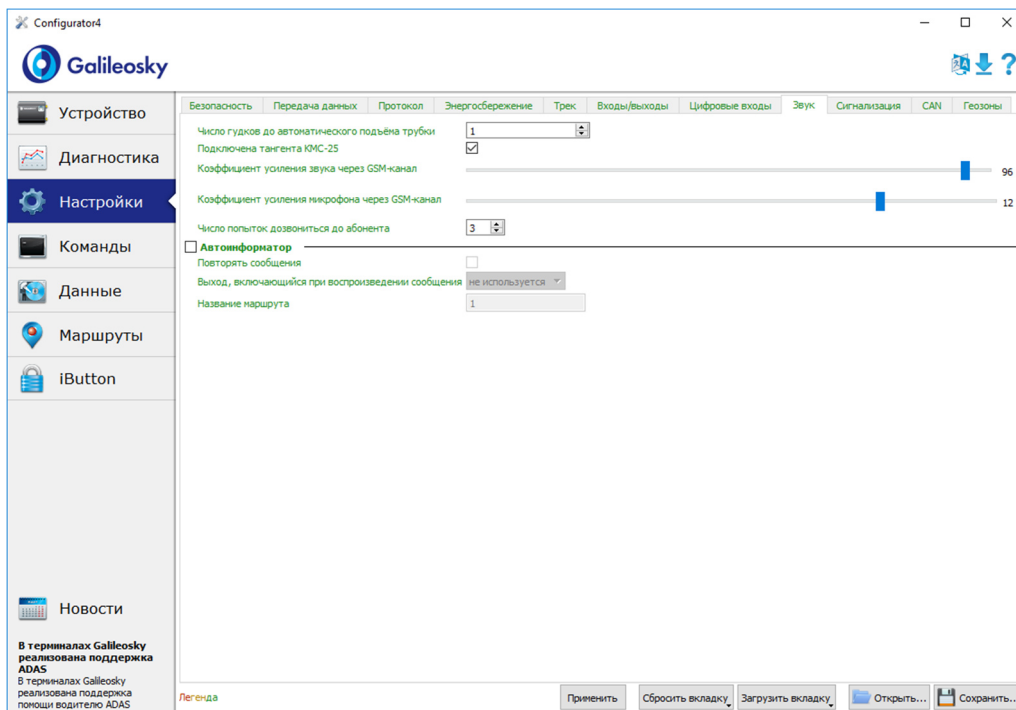 Configurator4
Galileosky
Устройство
Диагностика
Настройки
Команды
Данные
Маршруты
iButton
Новости
В терминалах Galileosky
реализована поддержка
ADAS
В терминалах Galileosky
реализована поддержка
помощи водителю ADAS
Безопасность Передача данных Протокол Энергосбережение Трек Входы/выходы Цифровые входы Звук Сигнализация CAN Геозоны
Число гудков до автоматического подъёма трубки 1
Подключена тангента КМС-25
Коэффициент усиления звука через GSM-канал 96
Коэффициент усиления микрофона через GSM-канал 12
Число попыток дозвониться до абонента 3
Автоинформатор
Повторять сообщения
Выход, включающийся при воспроизведении сообщения не используется
Название маршрута 1
Легенда Применить Сбросить вкладку Загрузить вкладку Открыть... Сохранить...